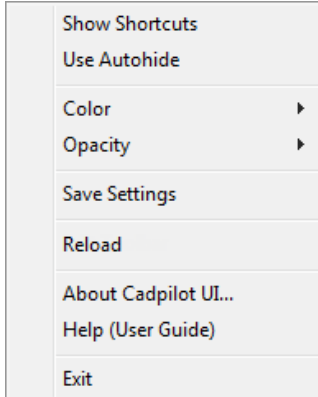 Show Shortcuts
Use Autohide
Color
Opacity
Save Settings
Reload
About Cadpilot UI...
Help (User Guide)
Exit